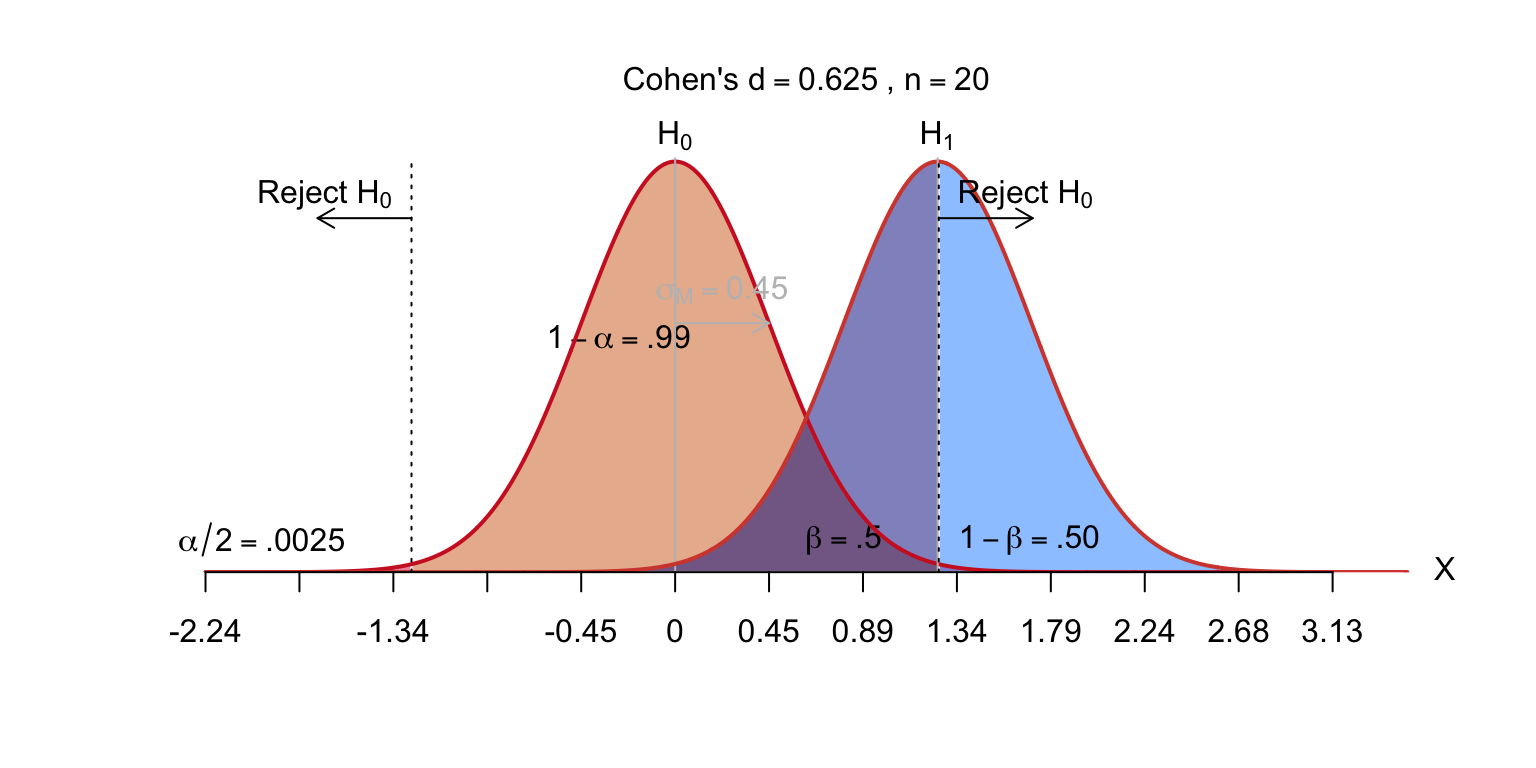 Cohen's d = 0.625 , n = 20
H₀
H₁
Reject H₀
Reject H₀
σ_M = 0.45
1 – α = .99
α/2 = .0025
β = .5
1 – β = .50
X
-2.24 -1.34 -0.45 0 0.45 0.89 1.34 1.79 2.24 2.68 3.13